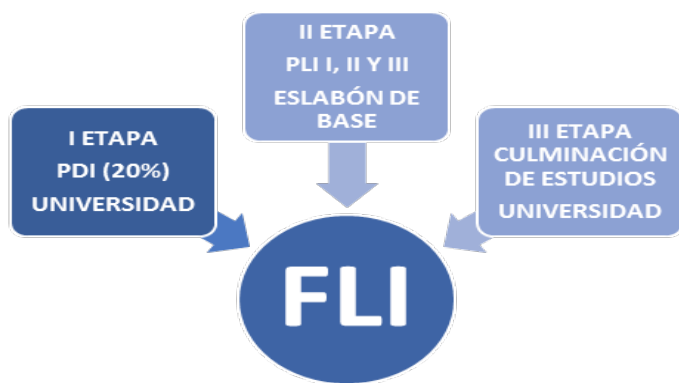 I ETAPA
PDI (20%)
UNIVERSIDAD
II ETAPA
PLI I, II Y III
ESLABÓN DE
BASE
III ETAPA
CULMINACIÓN
DE ESTUDIOS
UNIVERSIDAD
FLI